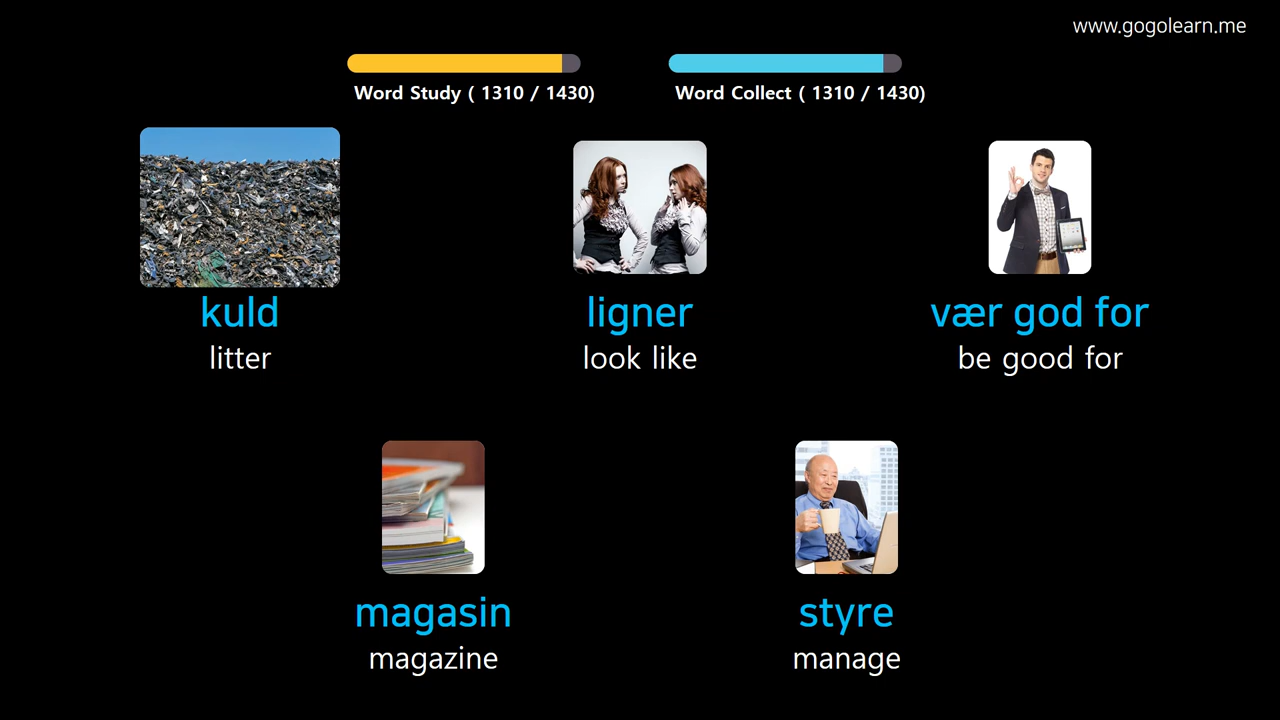 www.gogolearn.me
Word Study ( 1310 / 1430)
Word Collect ( 1310 / 1430)
kuld
litter
ligner
look like
vær god for
be good for
magasin
magazine
styre
manage